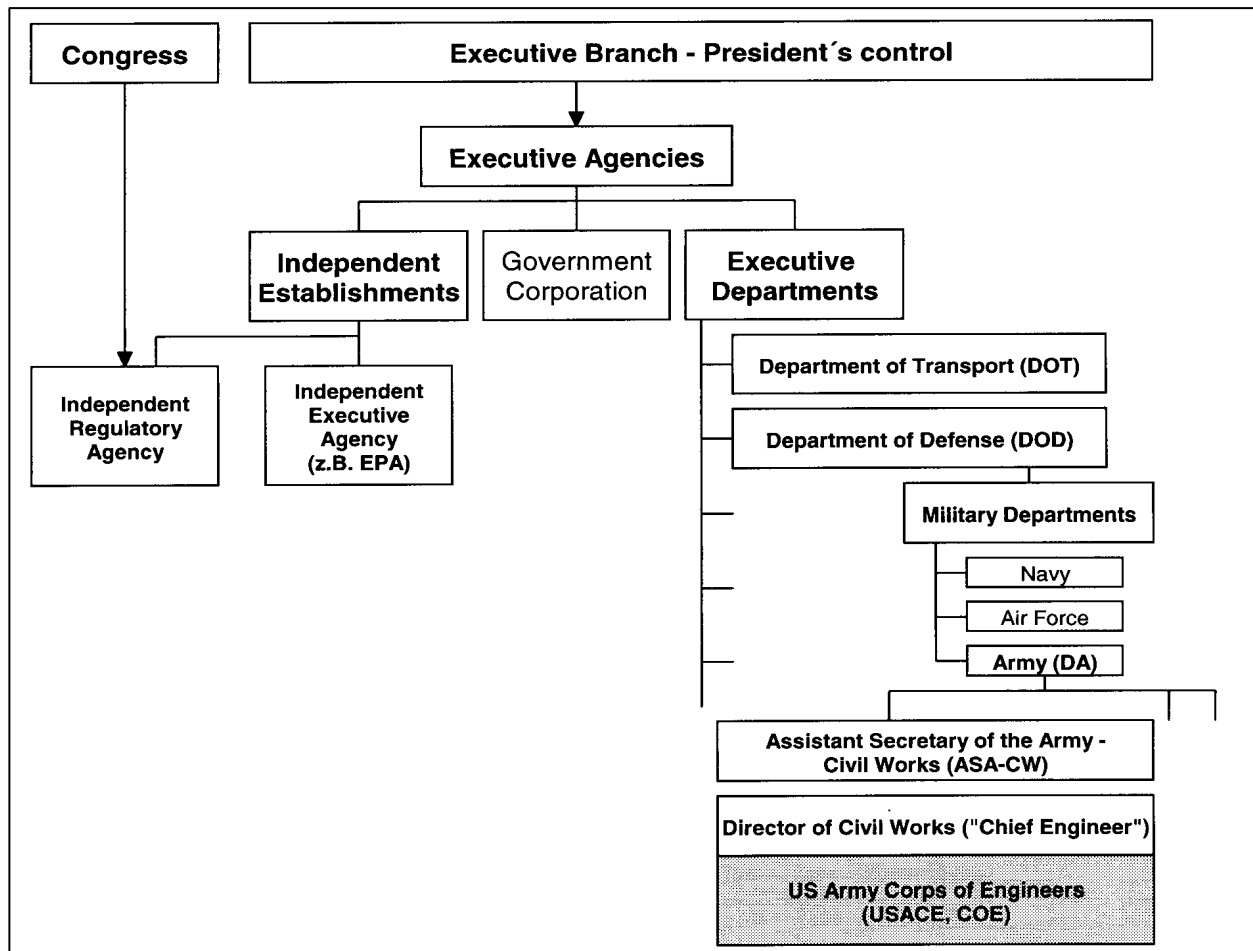 Congress
Executive Branch - President´s control
Executive Agencies
Independent
Establishments
Government
Corporation
Executive
Departments
Independent
Regulatory
Agency
Independent
Executive
Agency
(z.B. EPA)
Department of Transport (DOT)
Department of Defense (DOD)
Military Departments
Navy
Air Force
Army (DA)
Assistant Secretary of the Army -
Civil Works (ASA-CW)
Director of Civil Works ("Chief Engineer")
US Army Corps of Engineers
(USACE, COE)